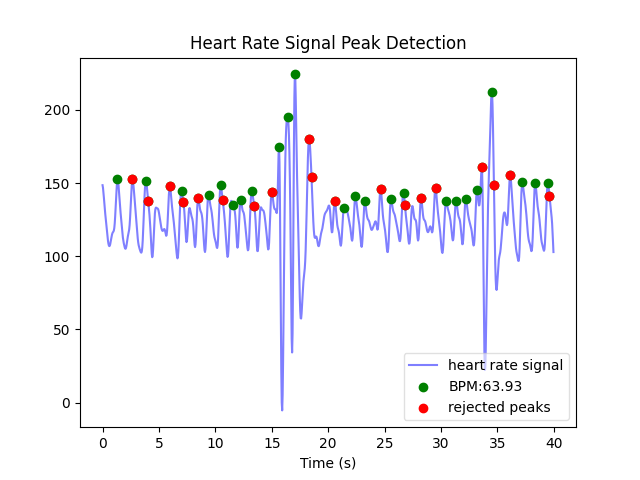 Heart Rate Signal Peak Detection
200
150
100
50
0
0
5
10
15
20
25
30
35
40
Time (s)
heart rate signal
BPM:63.93
rejected peaks